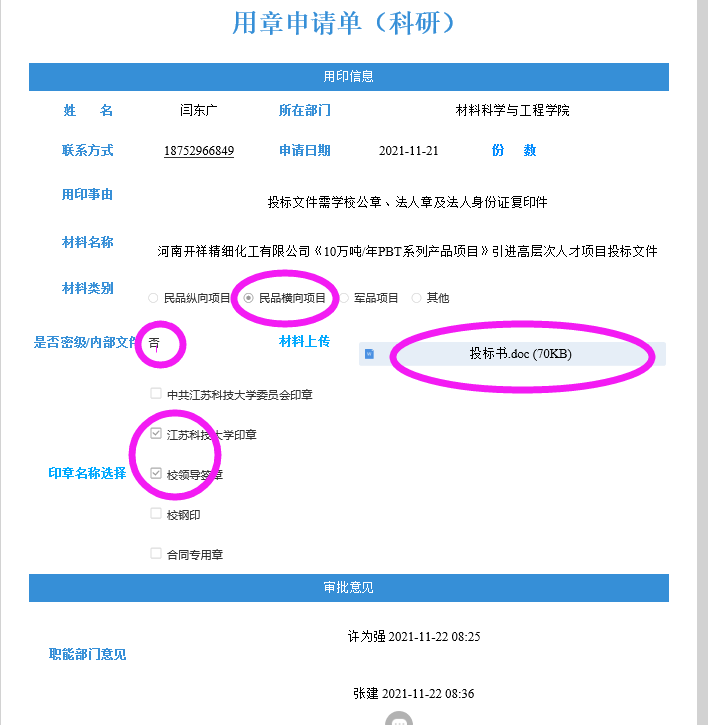 用章申请单（科研）
用印信息
姓 名 闫东广 所在部门 材料科学与工程学院
联系方式 18752966849 申请日期 2021-11-21 份 数
用印事由 投标文件需学校公章、法人章及法人身份证复印件
材料名称 河南开祥精细化工有限公司《10万吨/年PBT系列产品项目》引进高层次人才项目投标文件
材料类别 民品纵向项目 民品横向项目 军品项目 其他
是否密级/内部文件 否 材料上传 投标书.doc (70KB)
中共江苏科技大学委员会印章
江苏科技大学印章
印章名称选择 校领导签章
校钢印
合同专用章
审批意见
许为强 2021-11-22 08:25
职能部门意见
张建 2021-11-22 08:36